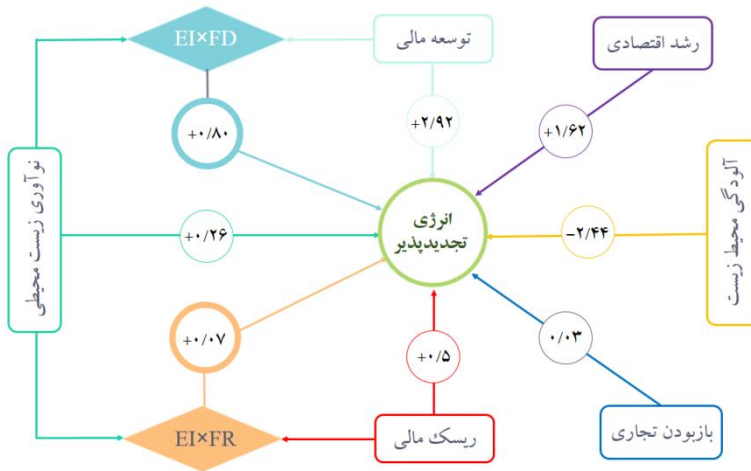 EI×FD
توسعه مالی
رشد اقتصادی
+۰/۸۰
+۲/۹۲
+۱/۶۲
نوآوری زیست محیطی
+۰/۲۶
انرژی
تجدیدپذیر
-۲/۴۴
آلودگی محیط زیست
+۰/۰۷
+۰/۵
۰/۰۳
EI×FR
ریسک مالی
بازبودن تجاری